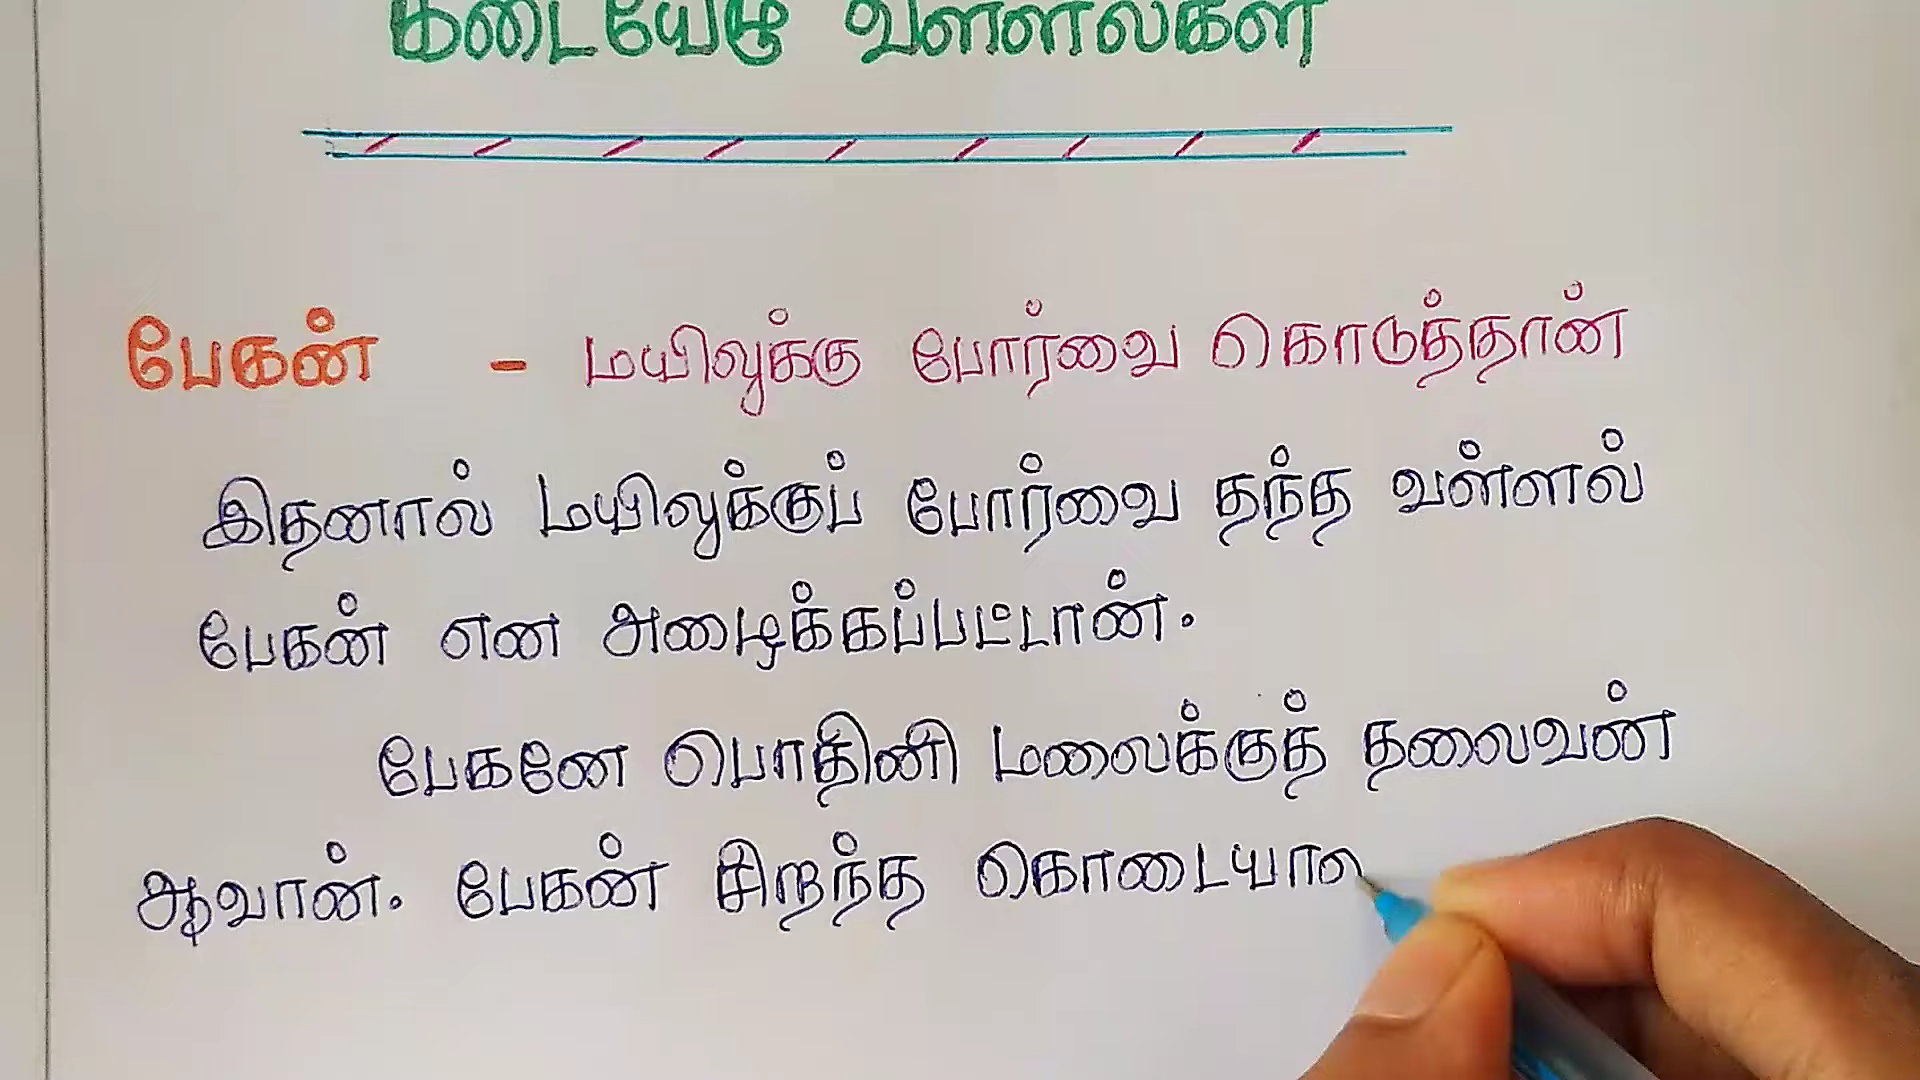 கடையேழு வள்ளல்கள்
பேகன் - மயிலுக்கு போர்வை கொடுத்தான்
இதனால் மயிலுக்குப் போர்வை தந்த வள்ளல்
பேகன் என அழைக்கப்பட்டான்.
பேகனே பொதினி மலைக்குத் தலைவன்
ஆவான். பேகன் சிறந்த